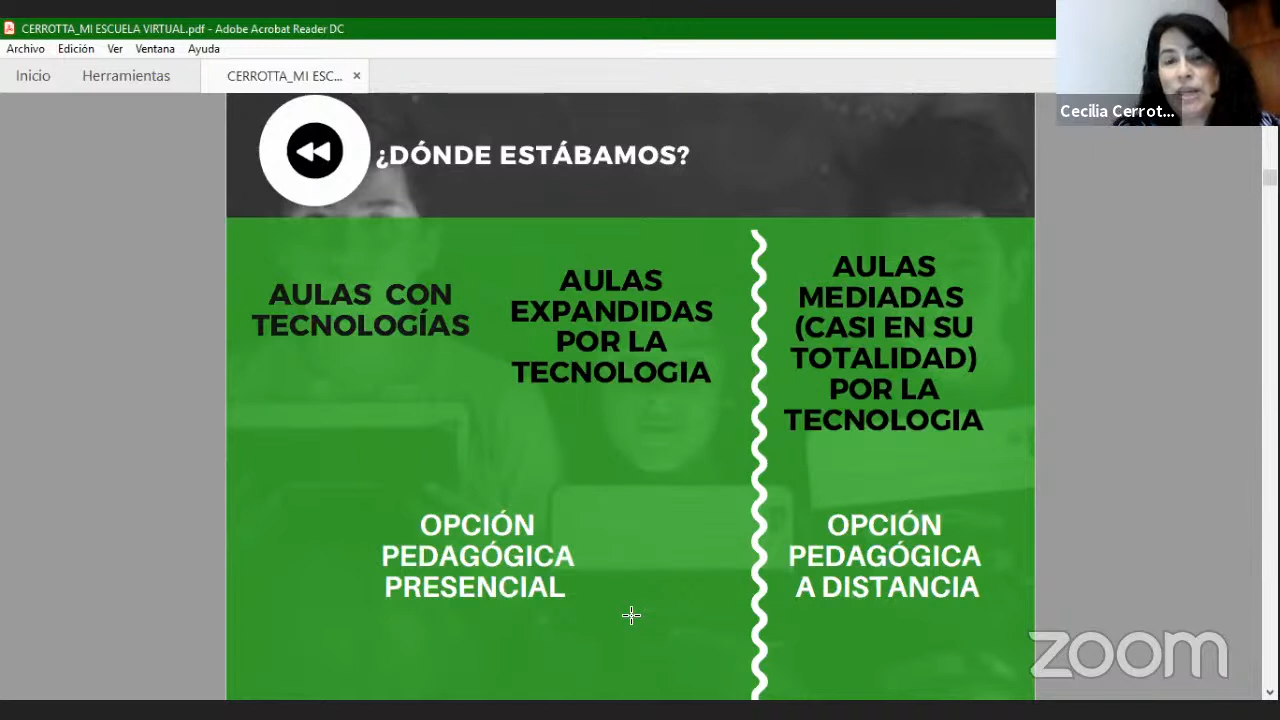 CERROTTA_MI ESCUELA VIRTUAL.pdf - Adobe Acrobat Reader DC
Archivo Edición Ver Ventana Ayuda
Inicio Herramientas CERROTTA_MI ESC... ×
Cecilia Cerrot...
¿DÓNDE ESTÁBAMOS?
AULAS CON
TECNOLOGÍAS
AULAS
EXPANDIDAS
POR LA
TECNOLOGIA
AULAS
MEDIADAS
(CASI EN SU
TOTALIDAD)
POR LA
TECNOLOGIA
OPCIÓN
PEDAGÓGICA
PRESENCIAL
OPCIÓN
PEDAGÓGICA
A DISTANCIA
zoom